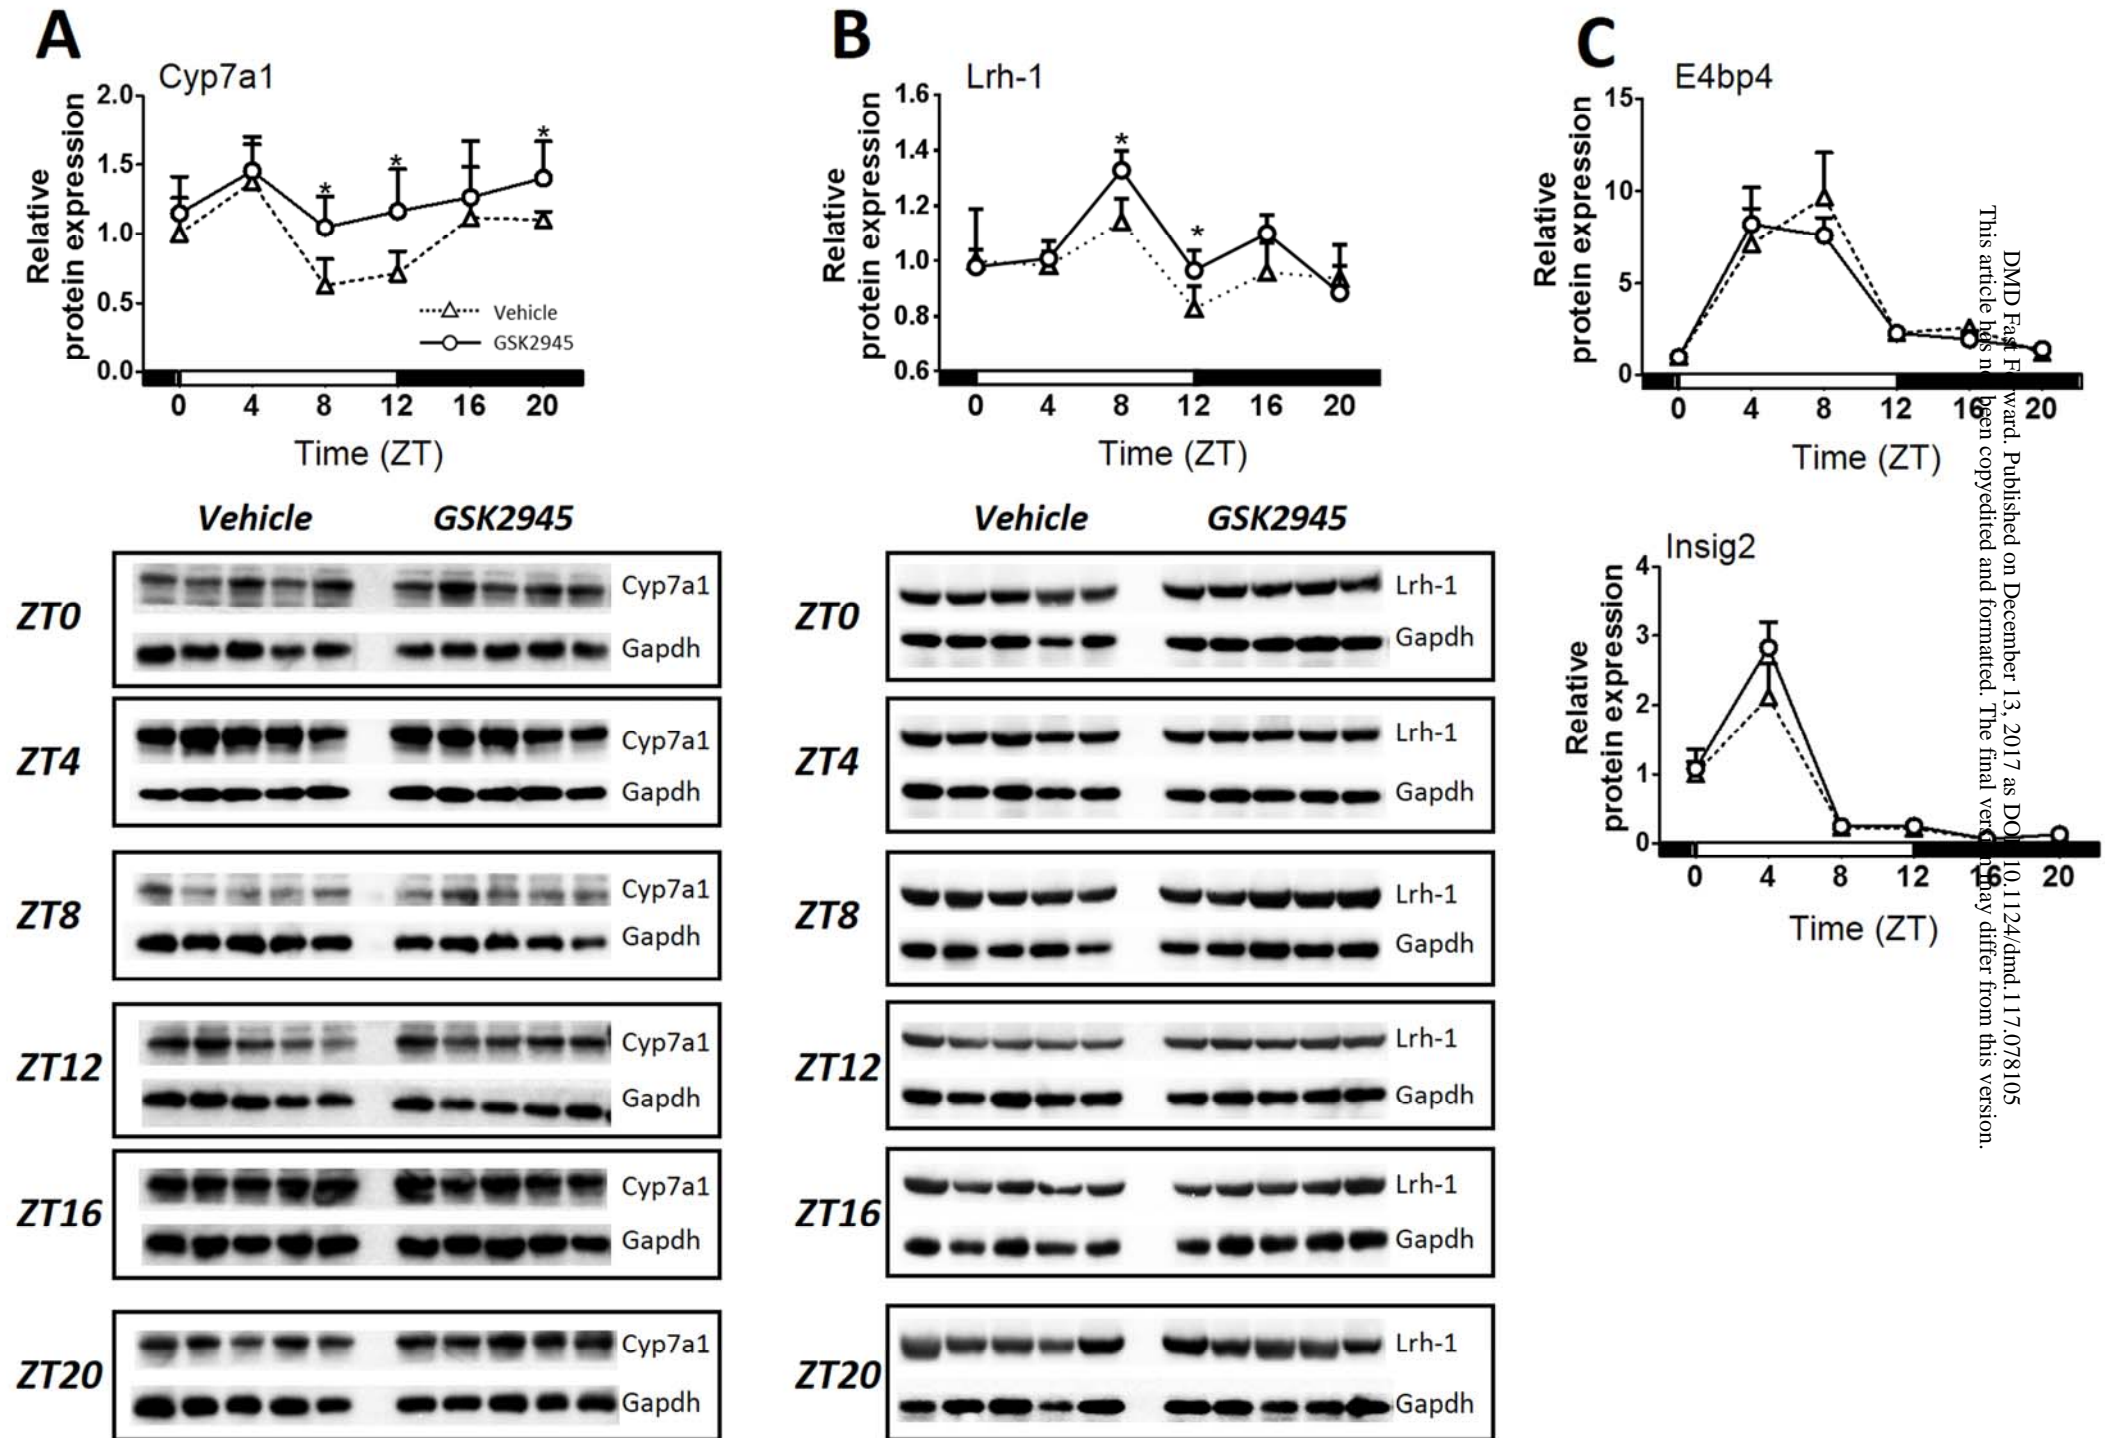 A
Cyp7a1
Relative
protein expression
2.0
1.5
1.0
0.5
0.0
*
*
*
Vehicle
GSK2945
0 4 8 12 16 20
Time (ZT)
Vehicle GSK2945
ZT0
Cyp7a1
Gapdh
ZT4
Cyp7a1
Gapdh
ZT8
Cyp7a1
Gapdh
ZT12
Cyp7a1
Gapdh
ZT16
Cyp7a1
Gapdh
ZT20
Cyp7a1
Gapdh
B
Lrh-1
Relative
protein expression
1.6
1.4
1.2
1.0
0.8
0.6
*
*
0 4 8 12 16 20
Time (ZT)
Vehicle GSK2945
ZT0
Lrh-1
Gapdh
ZT4
Lrh-1
Gapdh
ZT8
Lrh-1
Gapdh
ZT12
Lrh-1
Gapdh
ZT16
Lrh-1
Gapdh
ZT20
Lrh-1
Gapdh
C
E4bp4
Relative
protein expression
15
10
5
0
0 4 8 12 16 20
Time (ZT)
Insig2
Relative
protein expression
4
3
2
1
0
0 4 8 12 16 20
Time (ZT)
DMD Fast Forward. Published on December 13, 2017 as DOI: 10.1124/dmd.117.078105
This article has not been copyedited and formatted. The final version may differ from this version.